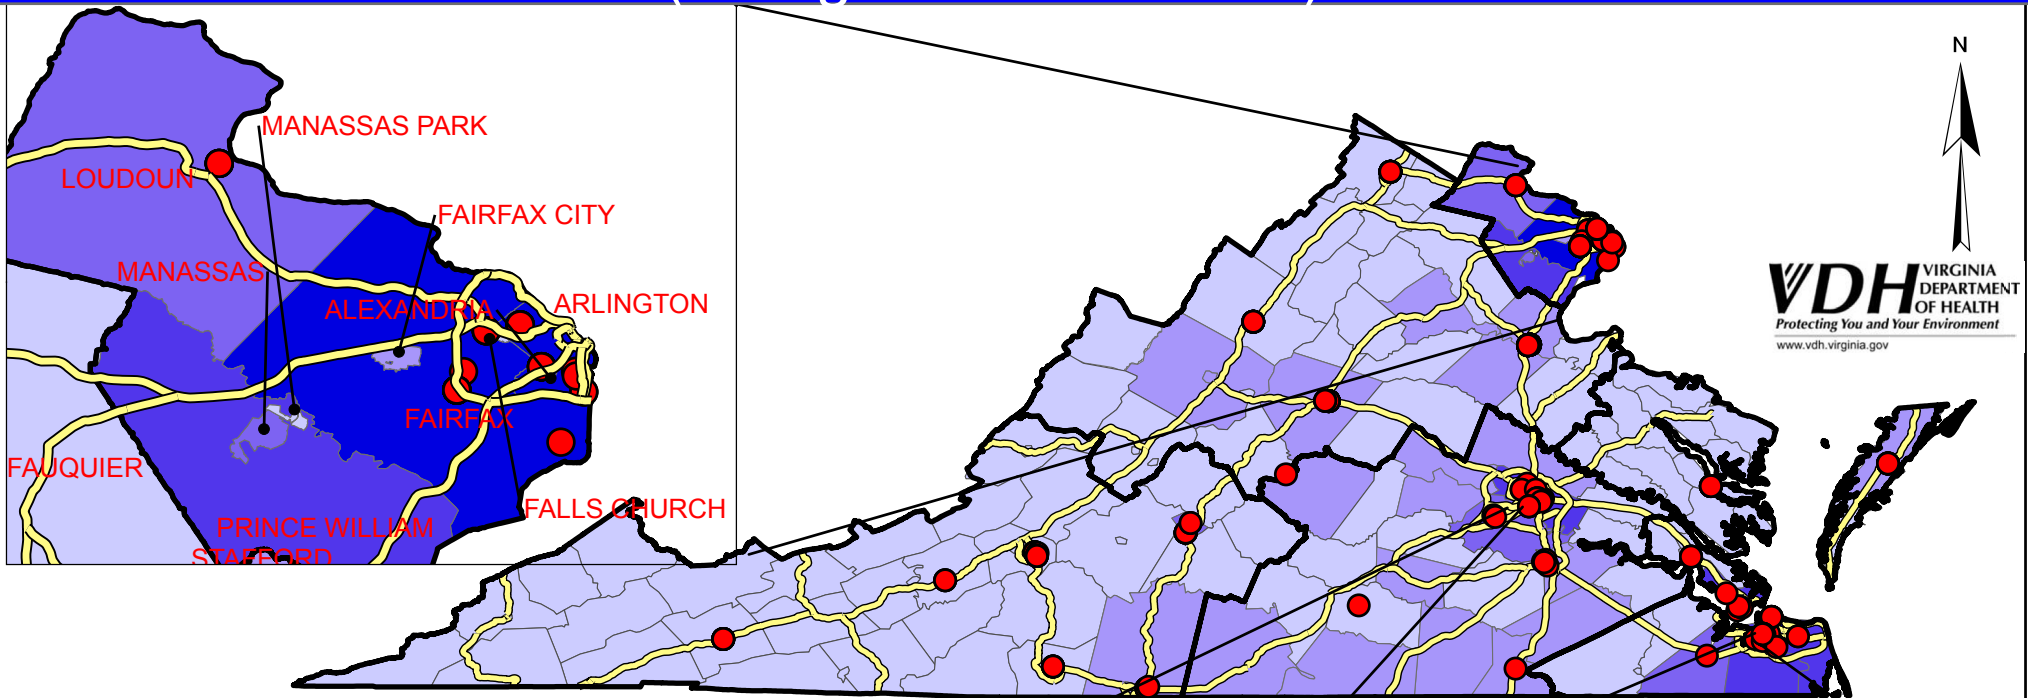 N
MANASSAS PARK
LOUDOUN
FAIRFAX CITY
MANASSAS
ALEXANDRIA
ARLINGTON
FAIRFAX
FAUQUIER
FALLS CHURCH
PRINCE WILLIAM
STAFFORD
VDH
VIRGINIA
DEPARTMENT
OF HEALTH
Protecting You and Your Environment
www.vdh.virginia.gov